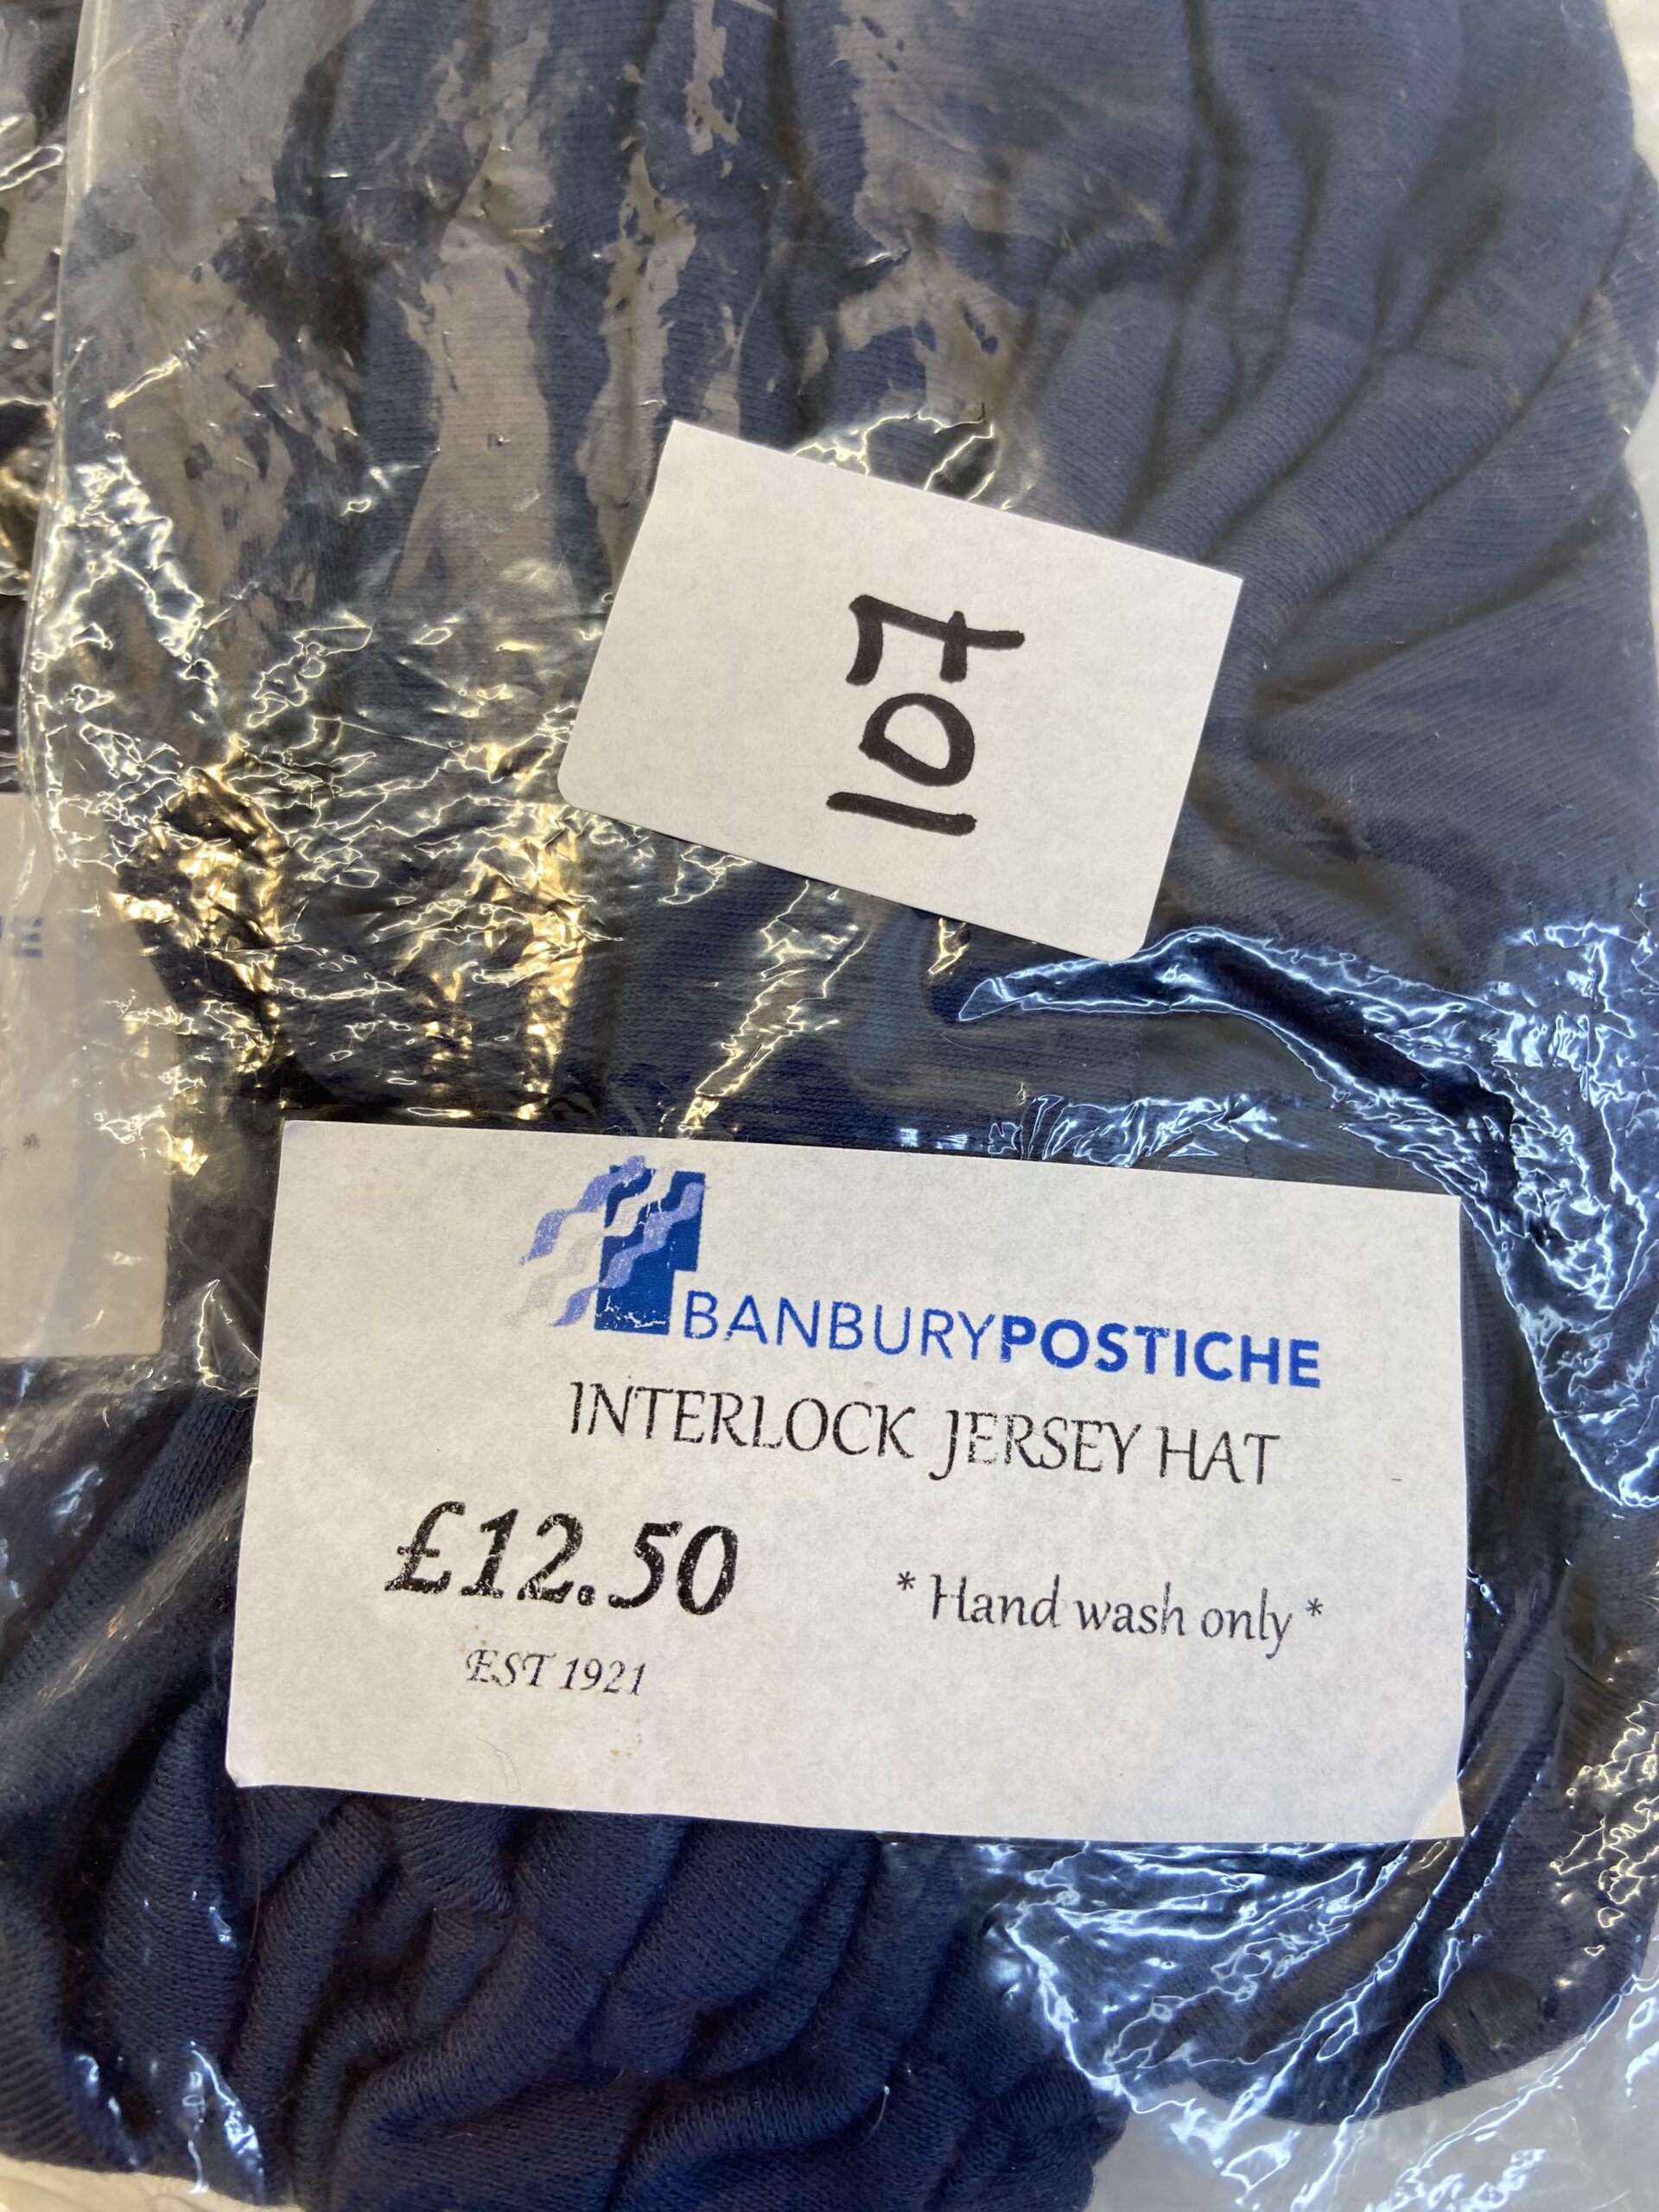 107
BANBURYPOSTICHE
INTERLOCK JERSEY HAT
£12.50
* Hand wash only *
EST 1921